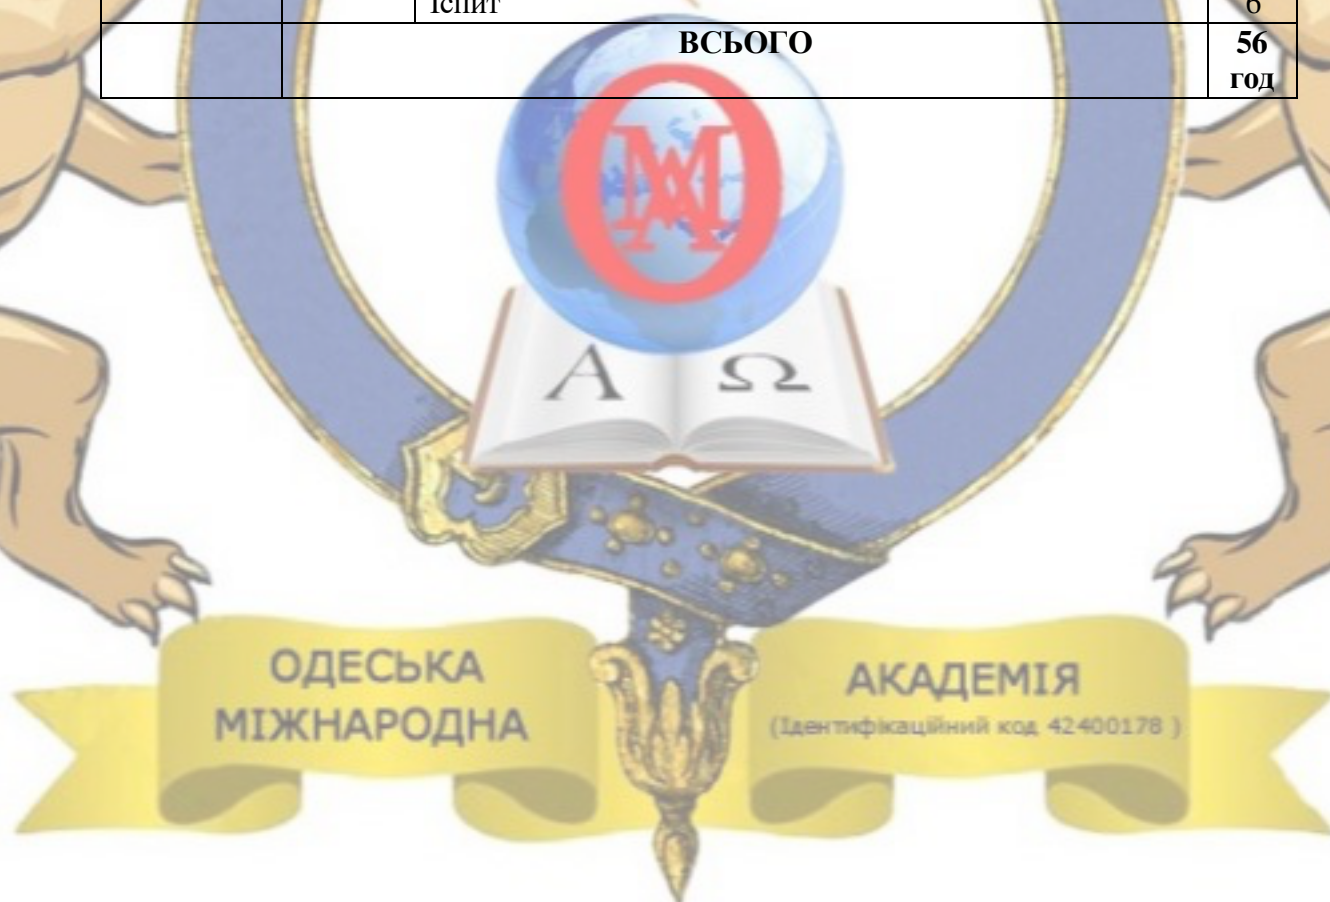 Іспит 6
ВСЬОГО 56
год
А Ω
ОДЕСЬКА
МІЖНАРОДНА
АКАДЕМІЯ
(Ідентифікаційний код 42400178 )